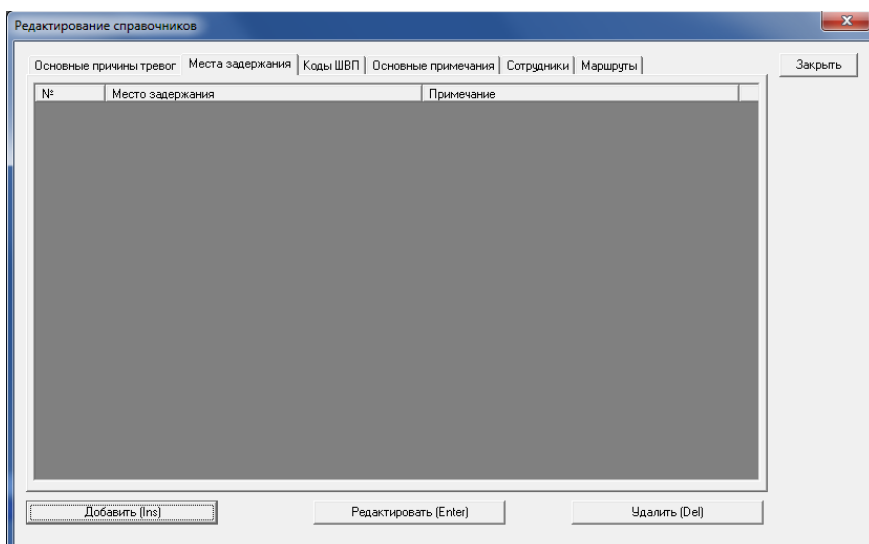 Редактирование справочников
Основные причины тревог Места задержания Коды ШВП Основные примечания Сотрудники Маршруты Закрыть
№ Место задержания Примечание
Добавить (Ins) Редактировать (Enter) Удалить (Del)